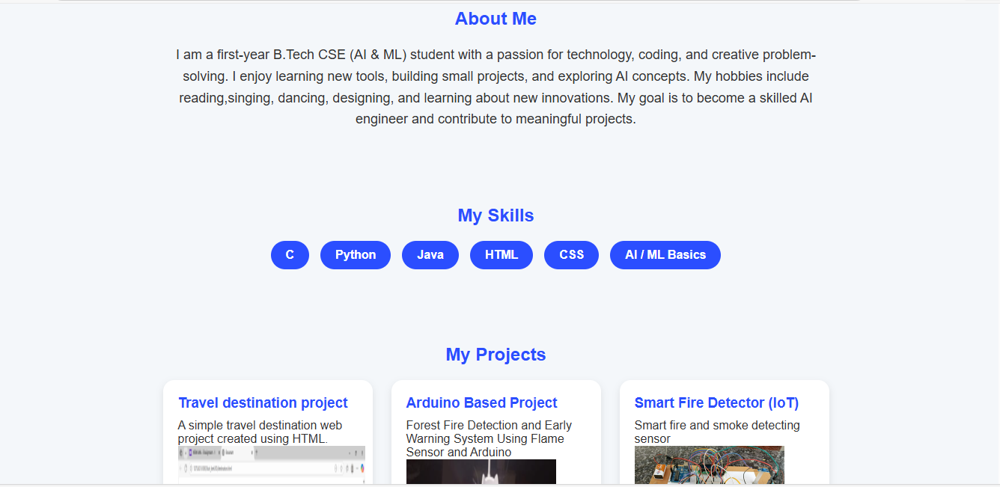 About Me
I am a first-year B.Tech CSE (AI & ML) student with a passion for technology, coding, and creative problem-
solving. I enjoy learning new tools, building small projects, and exploring AI concepts. My hobbies include
reading,singing, dancing, designing, and learning about new innovations. My goal is to become a skilled AI
engineer and contribute to meaningful projects.
My Skills
C
Python
Java
HTML
CSS
AI / ML Basics
My Projects
Travel destination project
A simple travel destination web
project created using HTML.
Arduino Based Project
Forest Fire Detection and Early
Warning System Using Flame
Sensor and Arduino
Smart Fire Detector (IoT)
Smart fire and smoke detecting
sensor